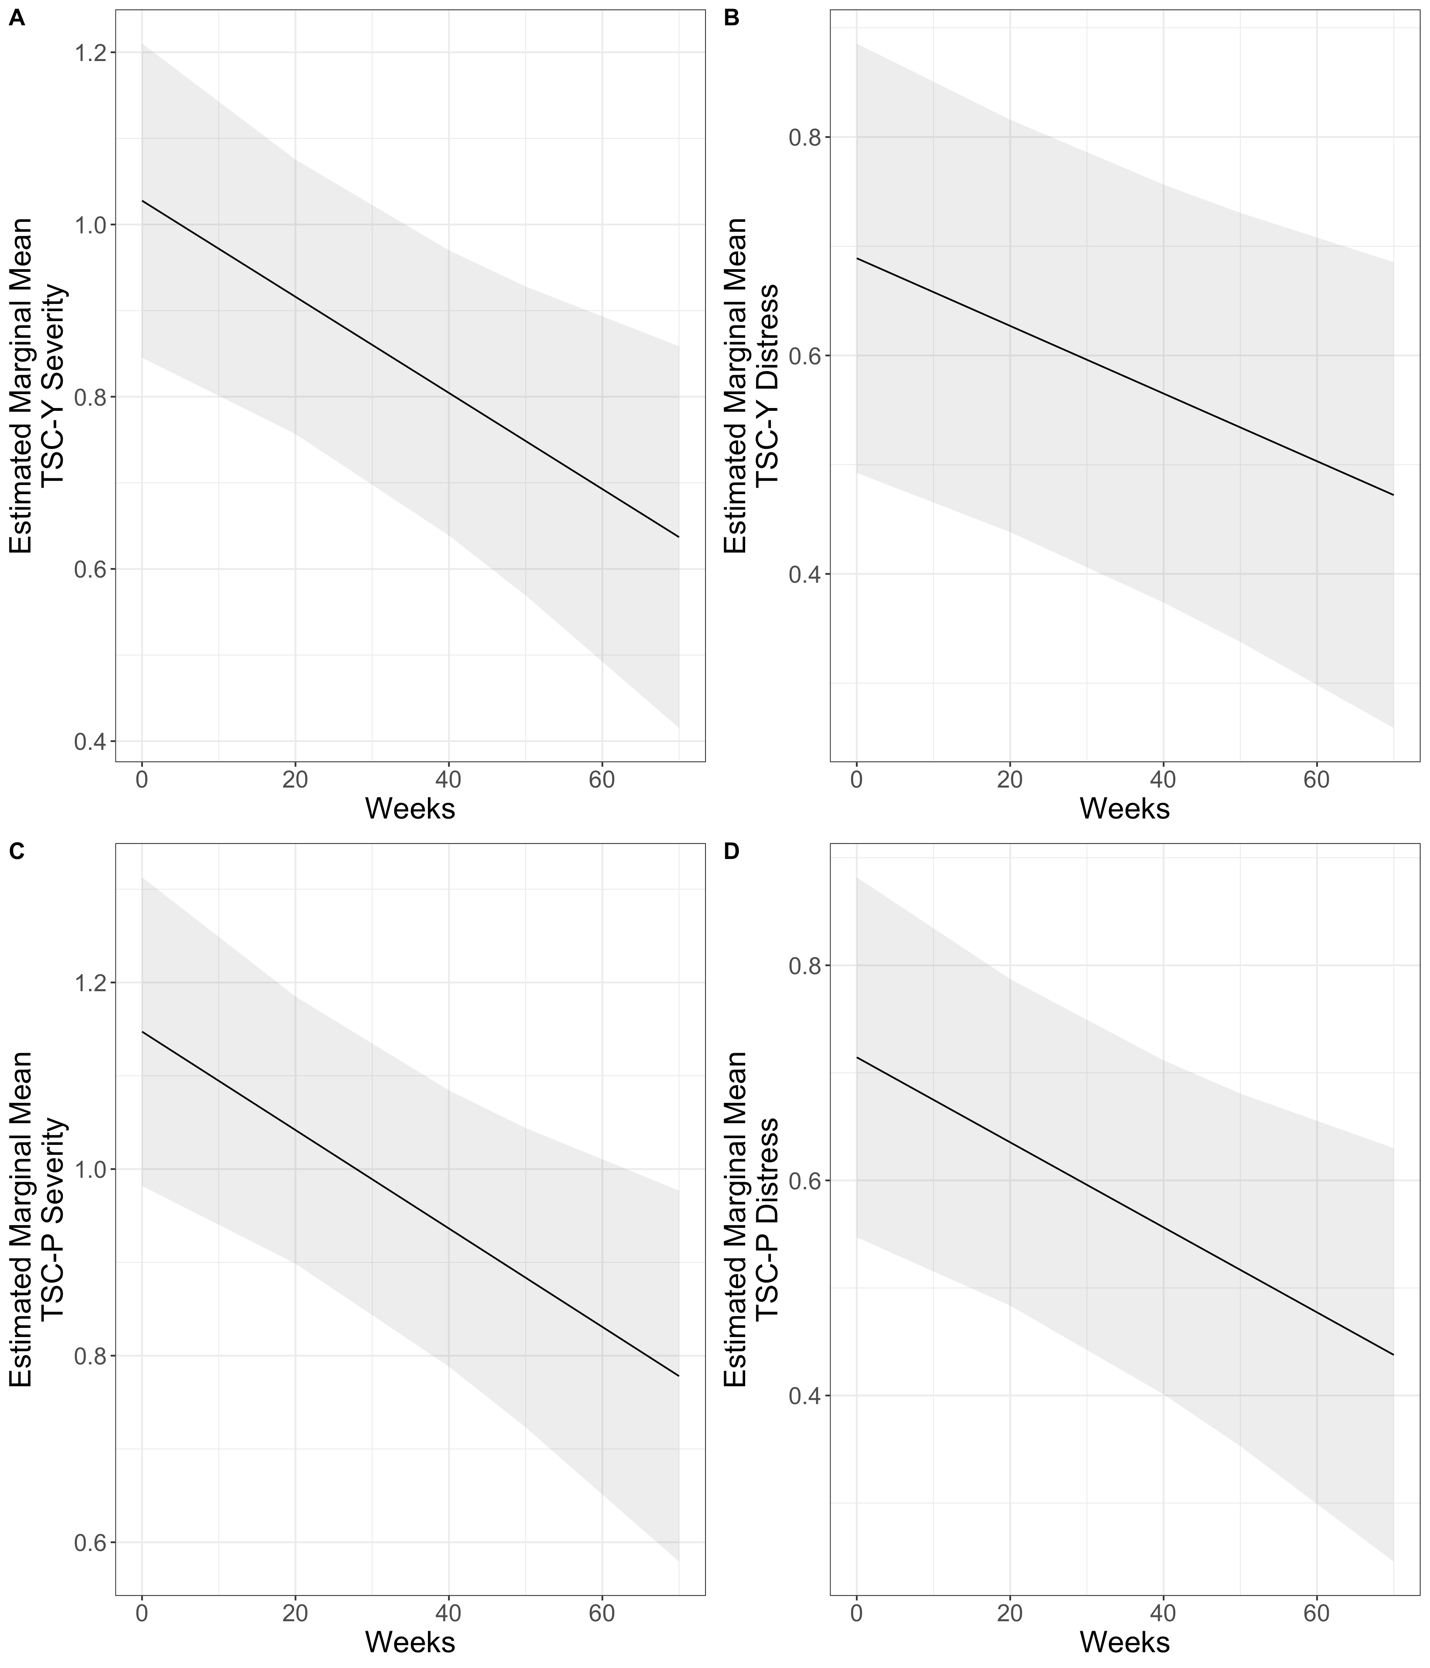 A
Estimated Marginal Mean
TSC-Y Severity
1.2
1.0
0.8
0.6
0.4
0 20 40 60
Weeks
B
Estimated Marginal Mean
TSC-Y Distress
0.8
0.6
0.4
0 20 40 60
Weeks
C
Estimated Marginal Mean
TSC-P Severity
1.2
1.0
0.8
0.6
0 20 40 60
Weeks
D
Estimated Marginal Mean
TSC-P Distress
0.8
0.6
0.4
0 20 40 60
Weeks